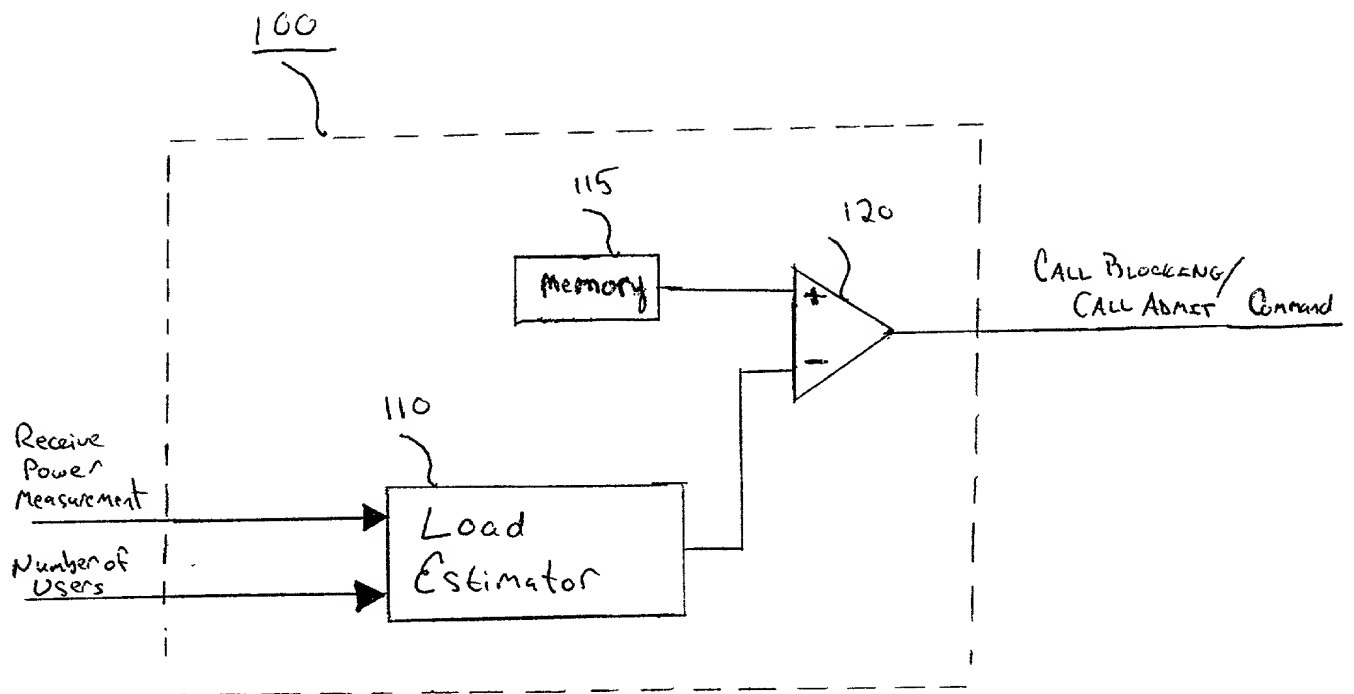 100
115
120
memory
+
CALL BLOCKING/
CALL ADMIT Command
-
110
Receive
Power
Measurement
Load
Estimator
Number of
Users